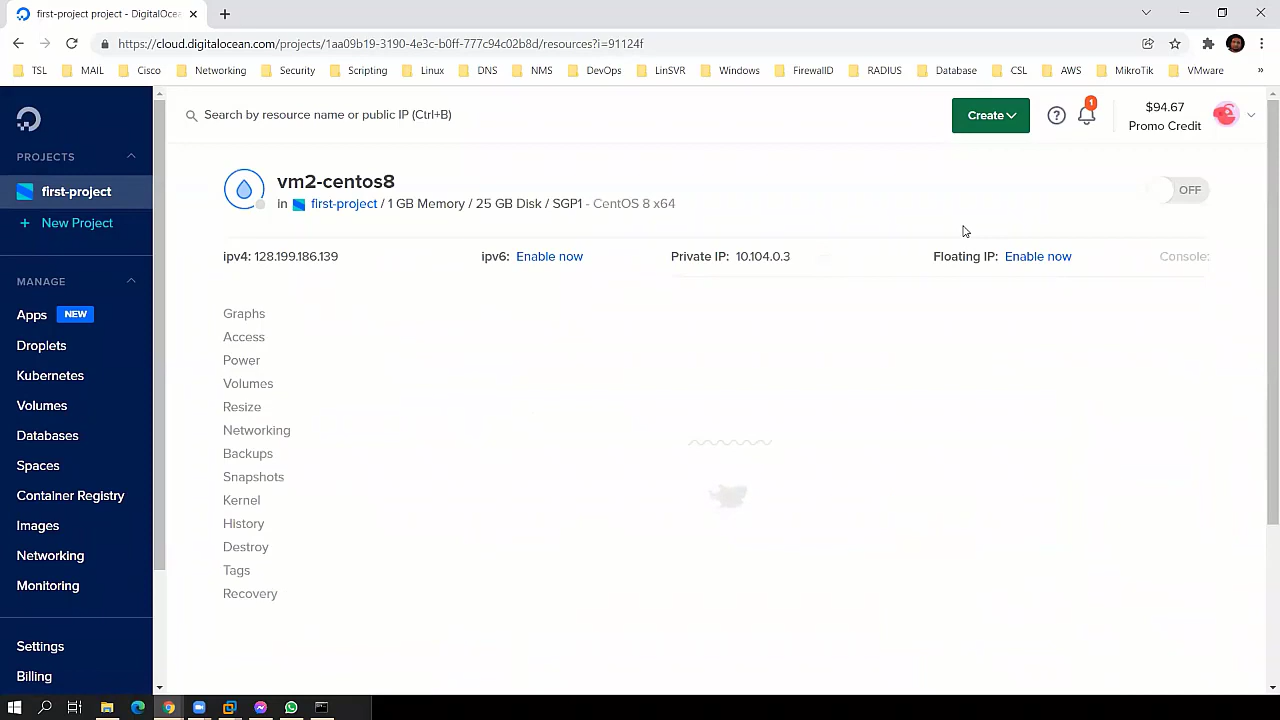 first-project project - DigitalOcea
https://cloud.digitalocean.com/projects/1aa09b19-3190-4e3c-b0ff-777c94c02b8d/resources?i=91124f
TSL MAIL Cisco Networking Security Scripting Linux DNS NMS DevOps LinSVR Windows FirewallD RADIUS Database CSL AWS MikroTik VMware »
Search by resource name or public IP (Ctrl+B)
Create
1
$94.67
Promo Credit
PROJECTS
first-project
+ New Project
MANAGE
Apps NEW
Droplets
Kubernetes
Volumes
Databases
Spaces
Container Registry
Images
Networking
Monitoring
Settings
Billing
vm2-centos8
in first-project / 1 GB Memory / 25 GB Disk / SGP1 - CentOS 8 x64
OFF
ipv4: 128.199.186.139 ipv6: Enable now Private IP: 10.104.0.3 Floating IP: Enable now Console:
Graphs
Access
Power
Volumes
Resize
Networking
Backups
Snapshots
Kernel
History
Destroy
Tags
Recovery